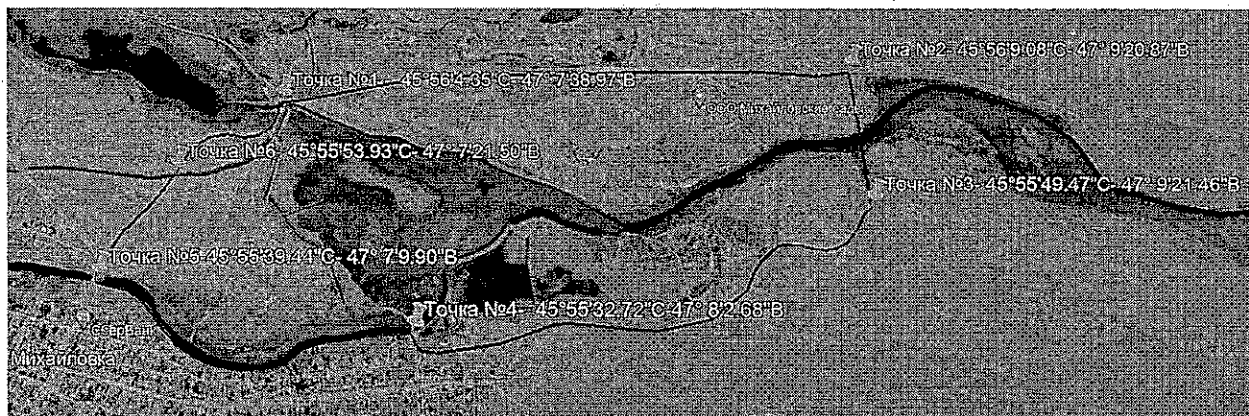 Точка №2- 45°56'9.08"С- 47° 9'20.87"В
Точка №1- 45°56'4.35"С- 47° 7'38.97"В
ООО Михайловские сады
Точка №6- 45°55'53.93"С- 47° 7'21.50"В
Точка №3- 45°55'49.47"С- 47° 9'21.46"В
Точка №5-45°55'39.44"С- 47° 7'9.90"В
Точка №4- 45°55'32.72"С-47° 8'2.68"В
Михайловка